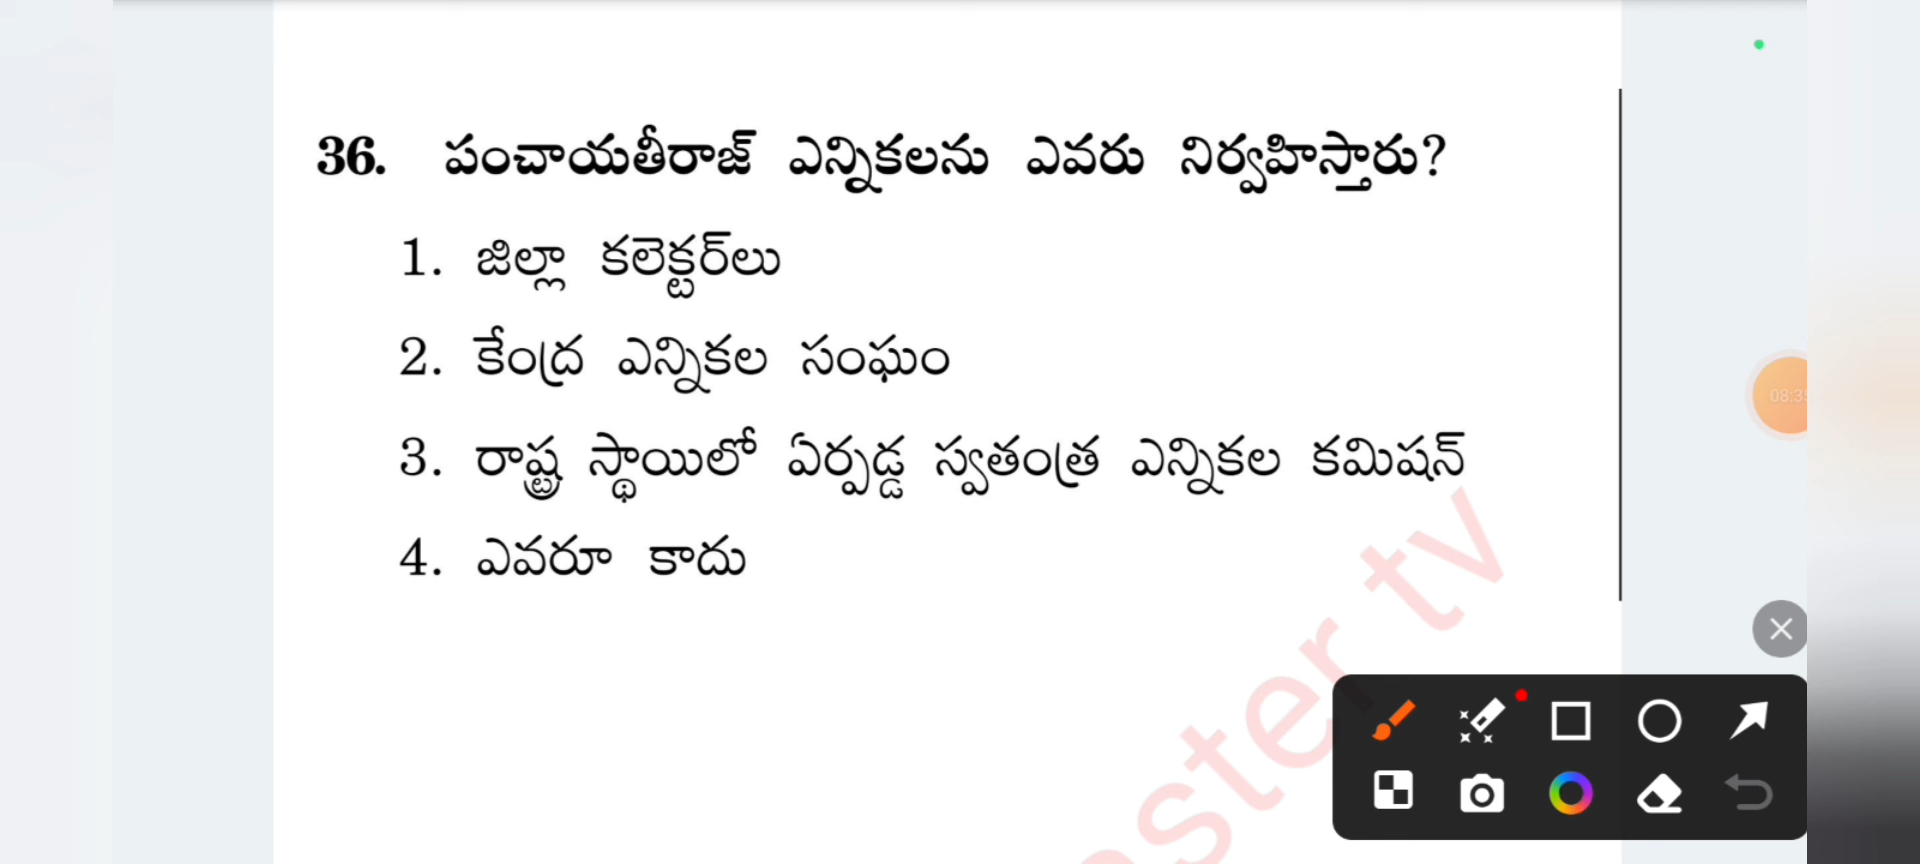 36. పంచాయతీరాజ్ ఎన్నికలను ఎవరు నిర్వహిస్తారు?
1. జిల్లా కలెక్టర్‌లు
2. కేంద్ర ఎన్నికల సంఘం
3. రాష్ట్ర స్థాయిలో ఏర్పడ్డ స్వతంత్ర ఎన్నికల కమిషన్
4. ఎవరూ కాదు
tv